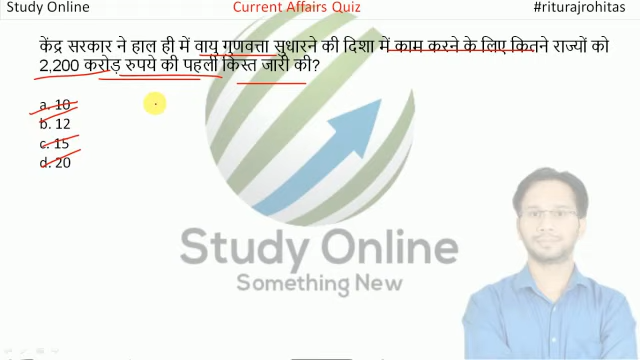 Study Online
Current Affairs Quiz
#riturajrohitas
केंद्र सरकार ने हाल ही में वायु गुणवत्ता सुधारने की दिशा में काम करने के लिए कितने राज्यों को
2,200 करोड़ रुपये की पहली किस्त जारी की?
a. 10
b. 12
c. 15
d. 20
Study Online
Something New